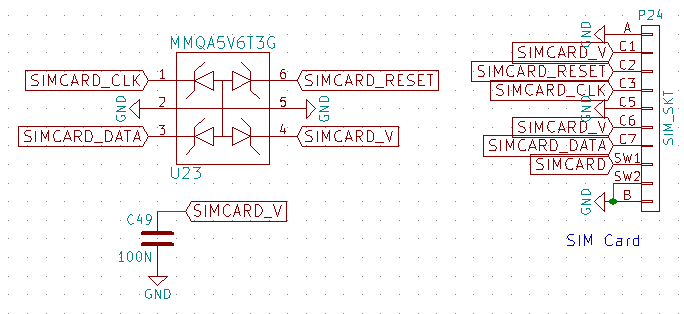 MMQA5V6T3G
SIMCARD_CLK 1 6 SIMCARD_RESET
GND 2 5 GND
SIMCARD_DATA 3 4 SIMCARD_V
U23
C49 SIMCARD_V
100N
GND
P24
GND A
SIMCARD_V C1
SIMCARD_RESET C2
SIMCARD_CLK C3
GND C5
SIMCARD_V C6
SIMCARD_DATA C7
SIMCARD SW1
SW2
GND B
SIM_SKT
SIM Card